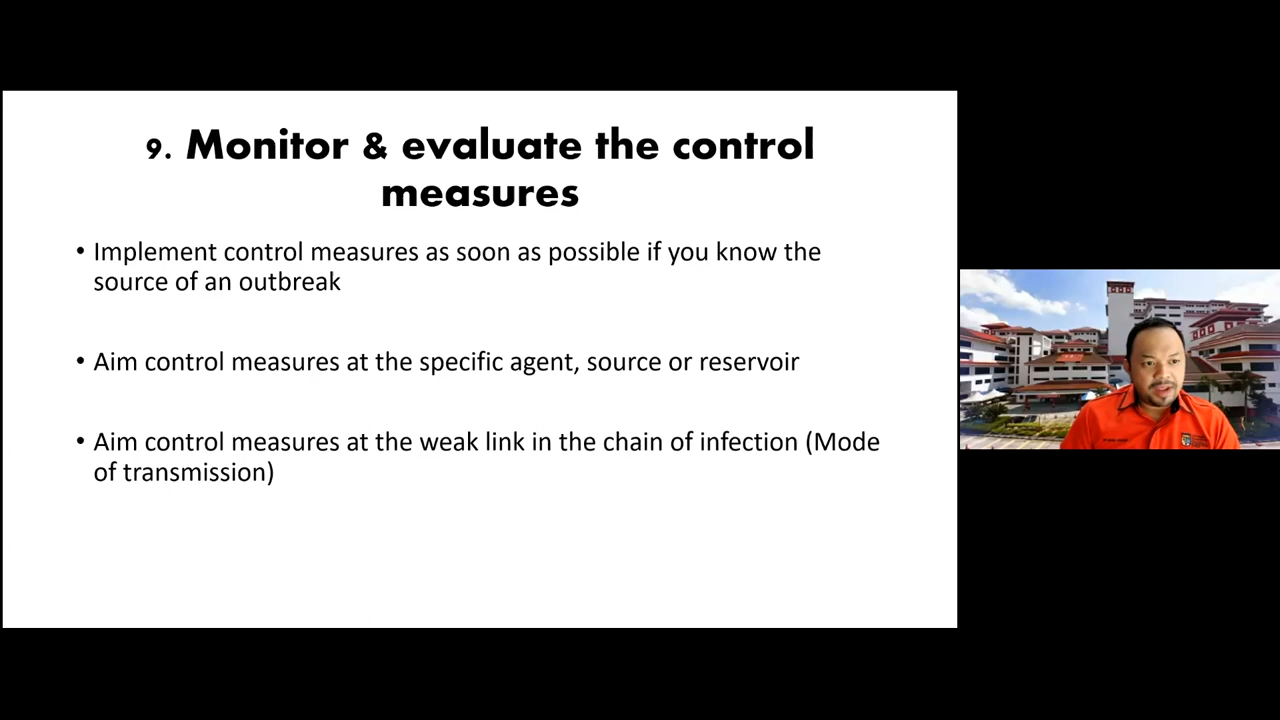 9. Monitor & evaluate the control
measures
• Implement control measures as soon as possible if you know the
source of an outbreak
• Aim control measures at the specific agent, source or reservoir
• Aim control measures at the weak link in the chain of infection (Mode
of transmission)